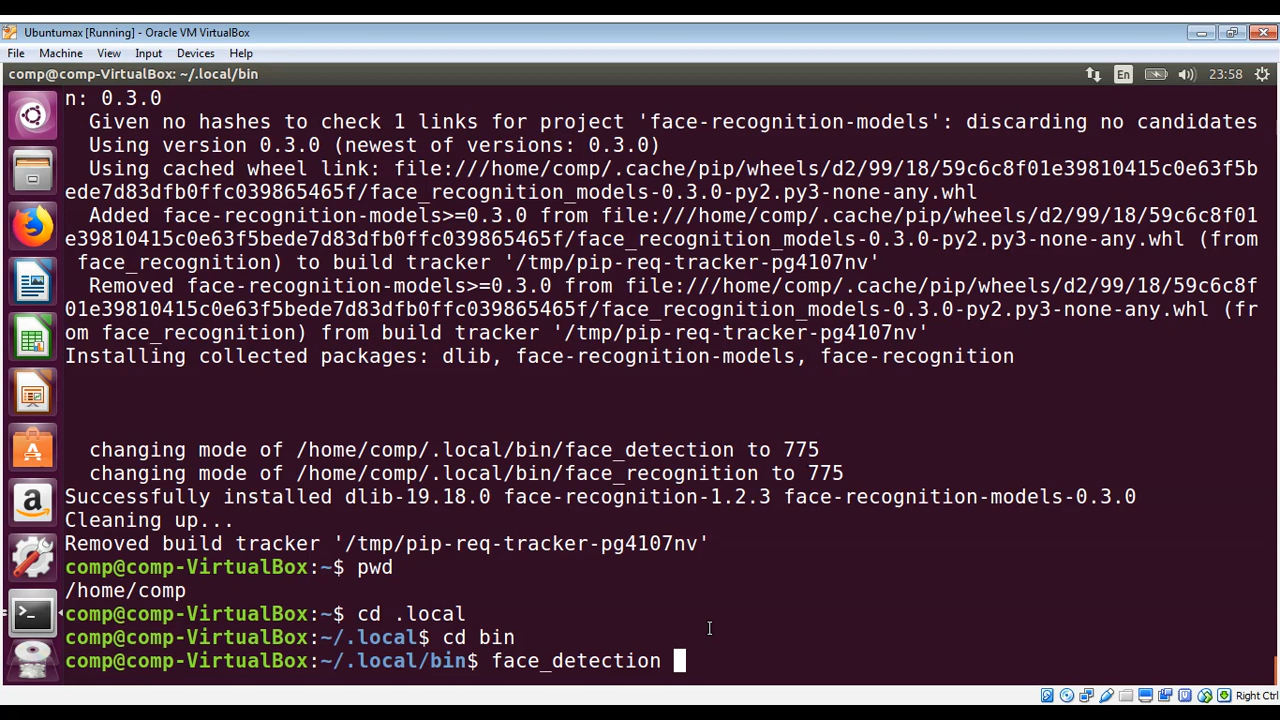 Ubuntumax [Running] - Oracle VM VirtualBox
File Machine View Input Devices Help
comp@comp-VirtualBox: ~/.local/bin En 23:58
n: 0.3.0
  Given no hashes to check 1 links for project 'face-recognition-models': discarding no candidates
  Using version 0.3.0 (newest of versions: 0.3.0)
  Using cached wheel link: file:///home/comp/.cache/pip/wheels/d2/99/18/59c6c8f01e39810415c0e63f5b
ede7d83dfb0ffc039865465f/face_recognition_models-0.3.0-py2.py3-none-any.whl
  Added face-recognition-models>=0.3.0 from file:///home/comp/.cache/pip/wheels/d2/99/18/59c6c8f01
e39810415c0e63f5bede7d83dfb0ffc039865465f/face_recognition_models-0.3.0-py2.py3-none-any.whl (from
 face_recognition) to build tracker '/tmp/pip-req-tracker-pg4107nv'
  Removed face-recognition-models>=0.3.0 from file:///home/comp/.cache/pip/wheels/d2/99/18/59c6c8f
01e39810415c0e63f5bede7d83dfb0ffc039865465f/face_recognition_models-0.3.0-py2.py3-none-any.whl (fr
om face_recognition) from build tracker '/tmp/pip-req-tracker-pg4107nv'
Installing collected packages: dlib, face-recognition-models, face-recognition
  changing mode of /home/comp/.local/bin/face_detection to 775
  changing mode of /home/comp/.local/bin/face_recognition to 775
Successfully installed dlib-19.18.0 face-recognition-1.2.3 face-recognition-models-0.3.0
Cleaning up...
Removed build tracker '/tmp/pip-req-tracker-pg4107nv'
comp@comp-VirtualBox:~$ pwd
/home/comp
comp@comp-VirtualBox:~$ cd .local
comp@comp-VirtualBox:~/.local$ cd bin
comp@comp-VirtualBox:~/.local/bin$ face_detection
Right Ctrl